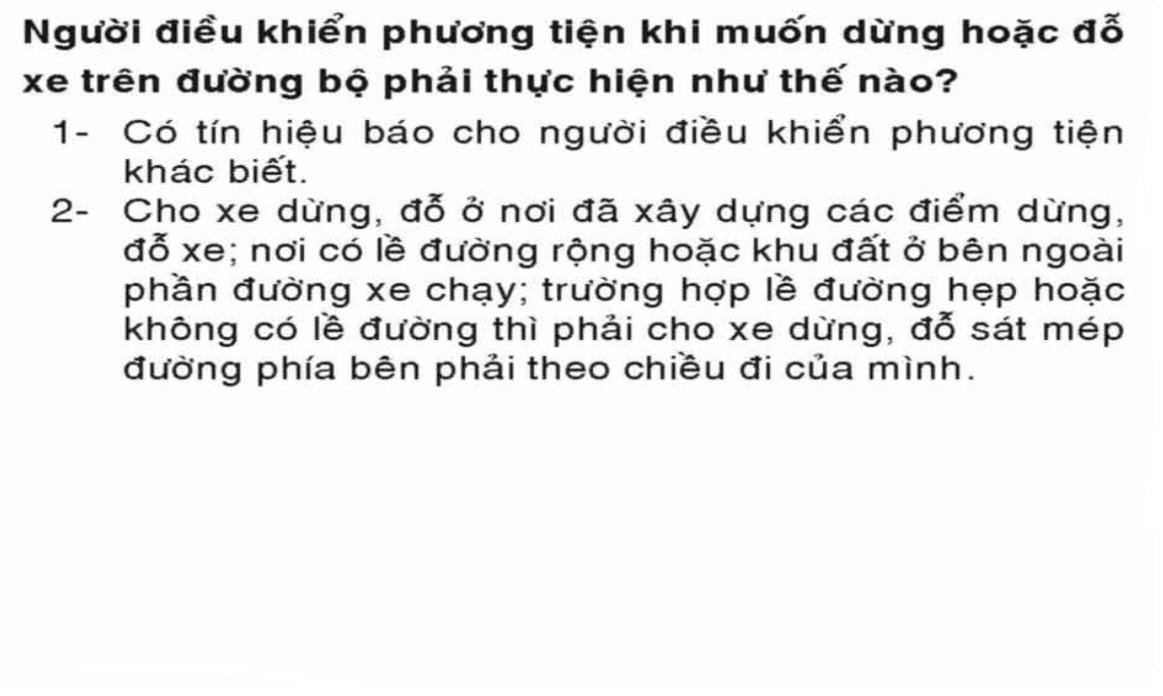 Người điều khiển phương tiện khi muốn dừng hoặc đỗ
xe trên đường bộ phải thực hiện như thế nào?
1- Có tín hiệu báo cho người điều khiển phương tiện
khác biết.
2- Cho xe dừng, đỗ ở nơi đã xây dựng các điểm dừng,
đỗ xe; nơi có lề đường rộng hoặc khu đất ở bên ngoài
phần đường xe chạy; trường hợp lề đường hẹp hoặc
không có lề đường thì phải cho xe dừng, đỗ sát mép
đường phía bên phải theo chiều đi của mình.